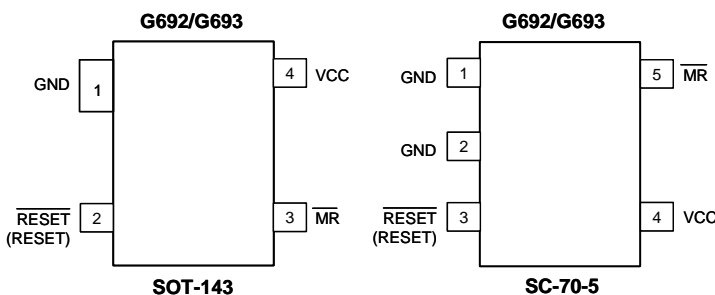 G692/G693
GND 1
4 VCC
RESET 2
(RESET)
3 MR
SOT-143
G692/G693
GND 1
5 MR
GND 2
RESET 3
(RESET)
4 VCC
SC-70-5